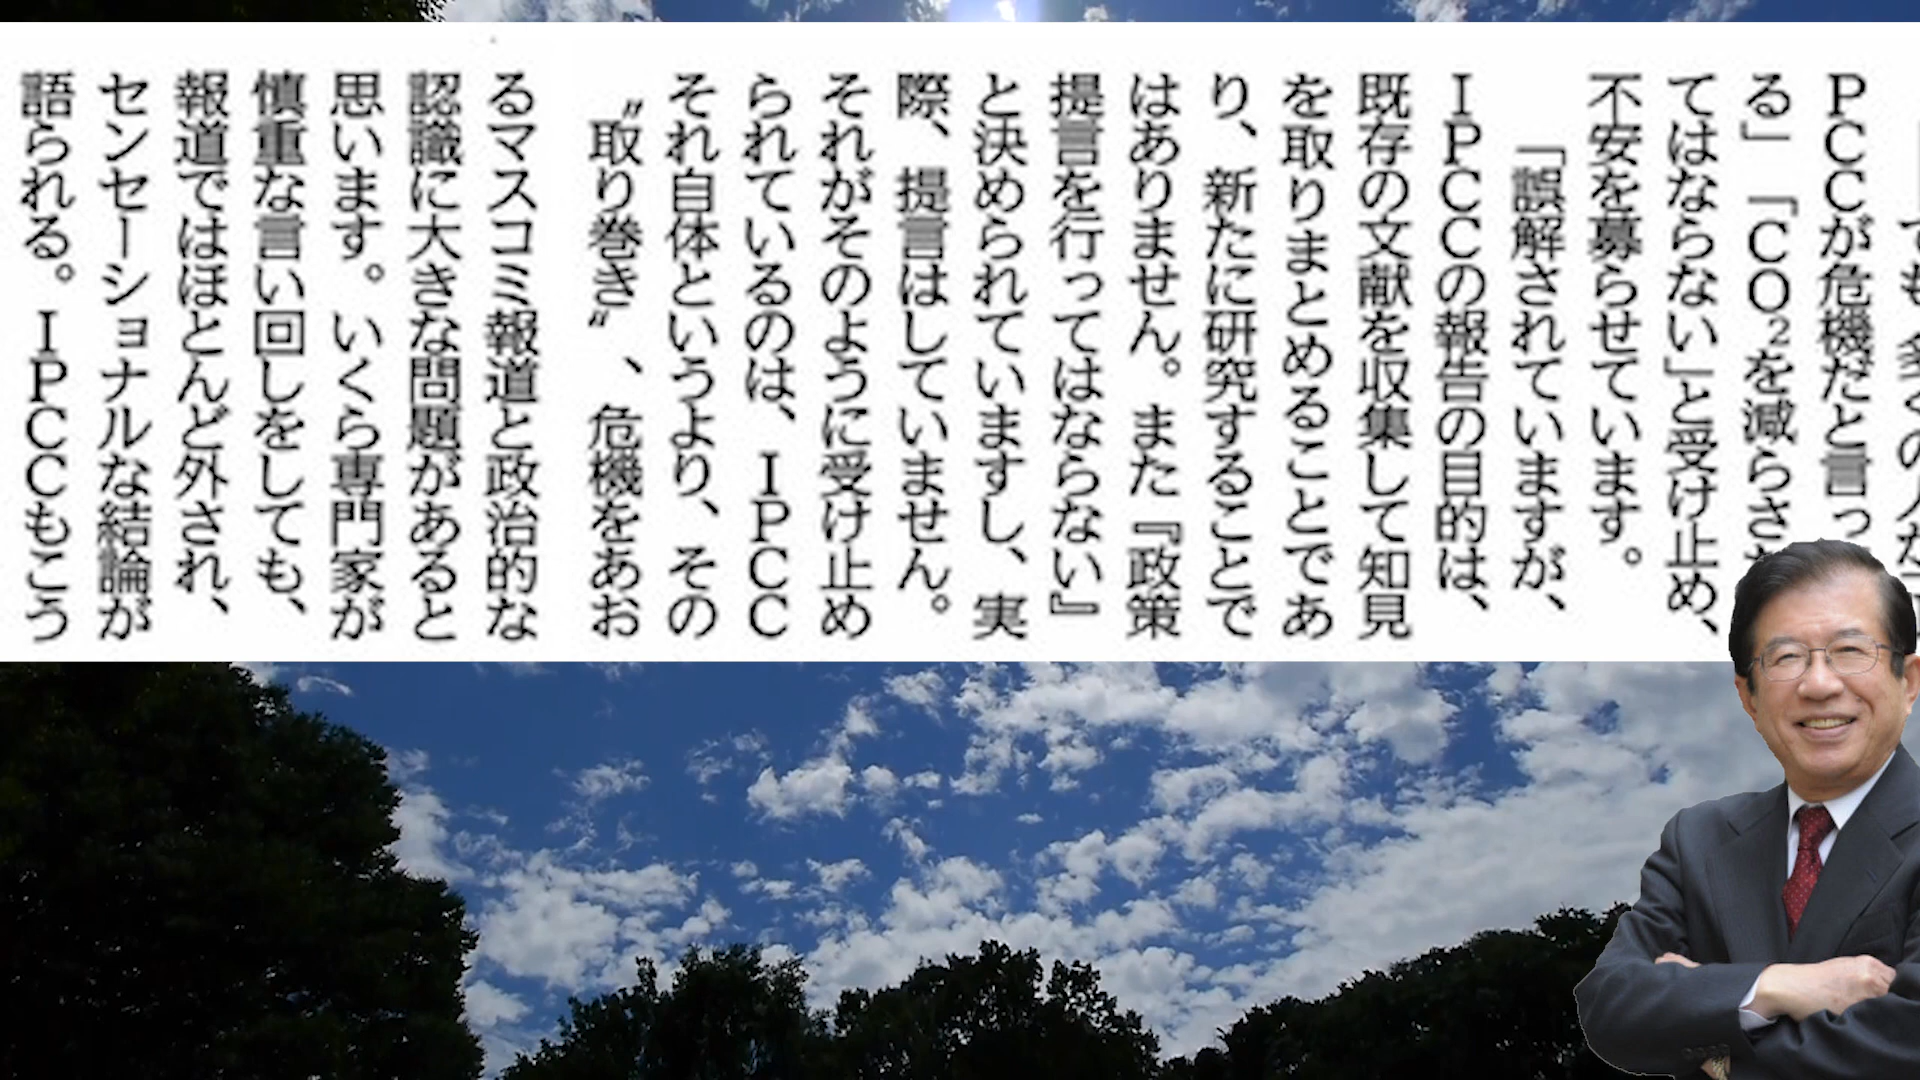 ても多くの人た
PCCが危機だと言っ
る」「CO₂を減らさ
てはならない」と受け止め、
不安を募らせています。
「誤解されていますが、
IPCCの報告の目的は、
既存の文献を収集して知見
を取りまとめることであ
り、新たに研究することで
はありません。また『政策
提言を行ってはならない』
と決められていますし、実
際、提言はしていません。
それがそのように受け止め
られているのは、IPCC
それ自体というより、その
〝取り巻き〟、危機をあお
るマスコミ報道と政治的な
認識に大きな問題があると
思います。いくら専門家が
慎重な言い回しをしても、
報道ではほとんど外され、
センセーショナルな結論が
語られる。IPCCもこう